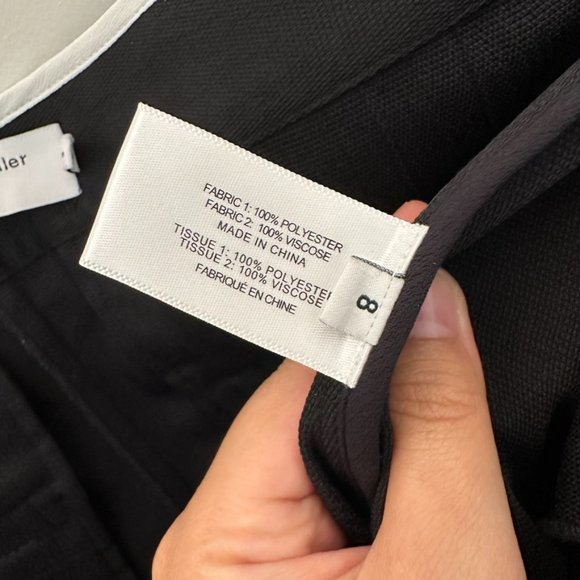 ller
FABRIC 1: 100% POLYESTER
FABRIC 2: 100% VISCOSE
MADE IN CHINA
TISSUE 1: 100% POLYESTER
TISSUE 2: 100% VISCOSE
FABRIQUÉ EN CHINE
8